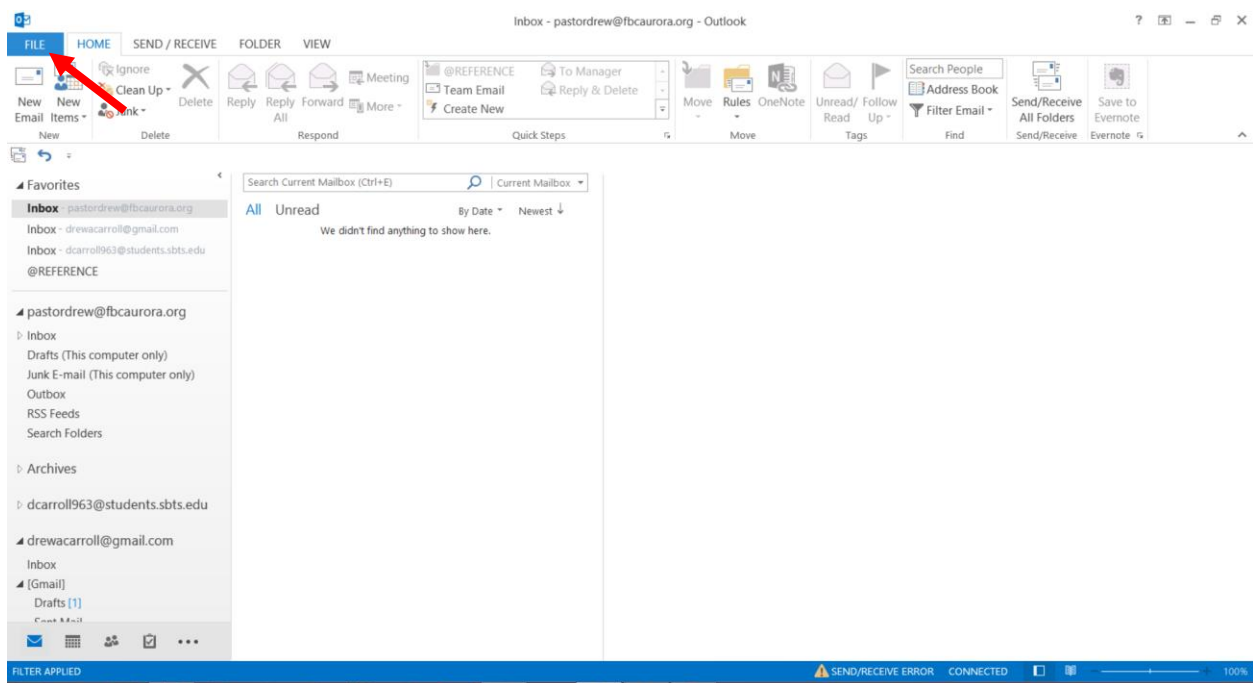 Inbox - pastordrew@fbcaurora.org - Outlook
FILE HOME SEND / RECEIVE FOLDER VIEW
New Email
New Items
Ignore
Clean Up
Delete
Reply
Reply All
Forward
Meeting
More
@REFERENCE
Team Email
Create New
To Manager
Reply & Delete
Move
Rules
OneNote
Unread/ Read
Follow Up
Search People
Address Book
Filter Email
Send/Receive All Folders
Save to Evernote
New Delete Respond Quick Steps Move Tags Find Send/Receive Evernote
Favorites
Inbox - pastordrew@fbcaurora.org
Inbox - drewacarroll@gmail.com
Inbox - dcarroll963@students.sbts.edu
@REFERENCE
pastordrew@fbcaurora.org
Inbox
Drafts (This computer only)
Junk E-mail (This computer only)
Outbox
RSS Feeds
Search Folders
Archives
dcarroll963@students.sbts.edu
drewacarroll@gmail.com
Inbox
[Gmail]
Drafts [1]
Search Current Mailbox (Ctrl+E) Current Mailbox
All Unread By Date Newest
We didn't find anything to show here.
FILTER APPLIED SEND/RECEIVE ERROR CONNECTED 100%